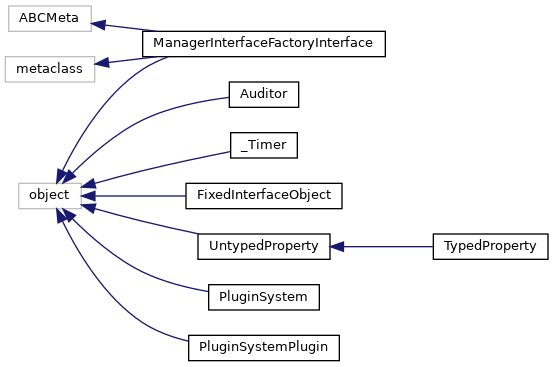 ABCMeta
ManagerInterfaceFactoryInterface
metaclass
Auditor
_Timer
object
FixedInterfaceObject
UntypedProperty
TypedProperty
PluginSystem
PluginSystemPlugin